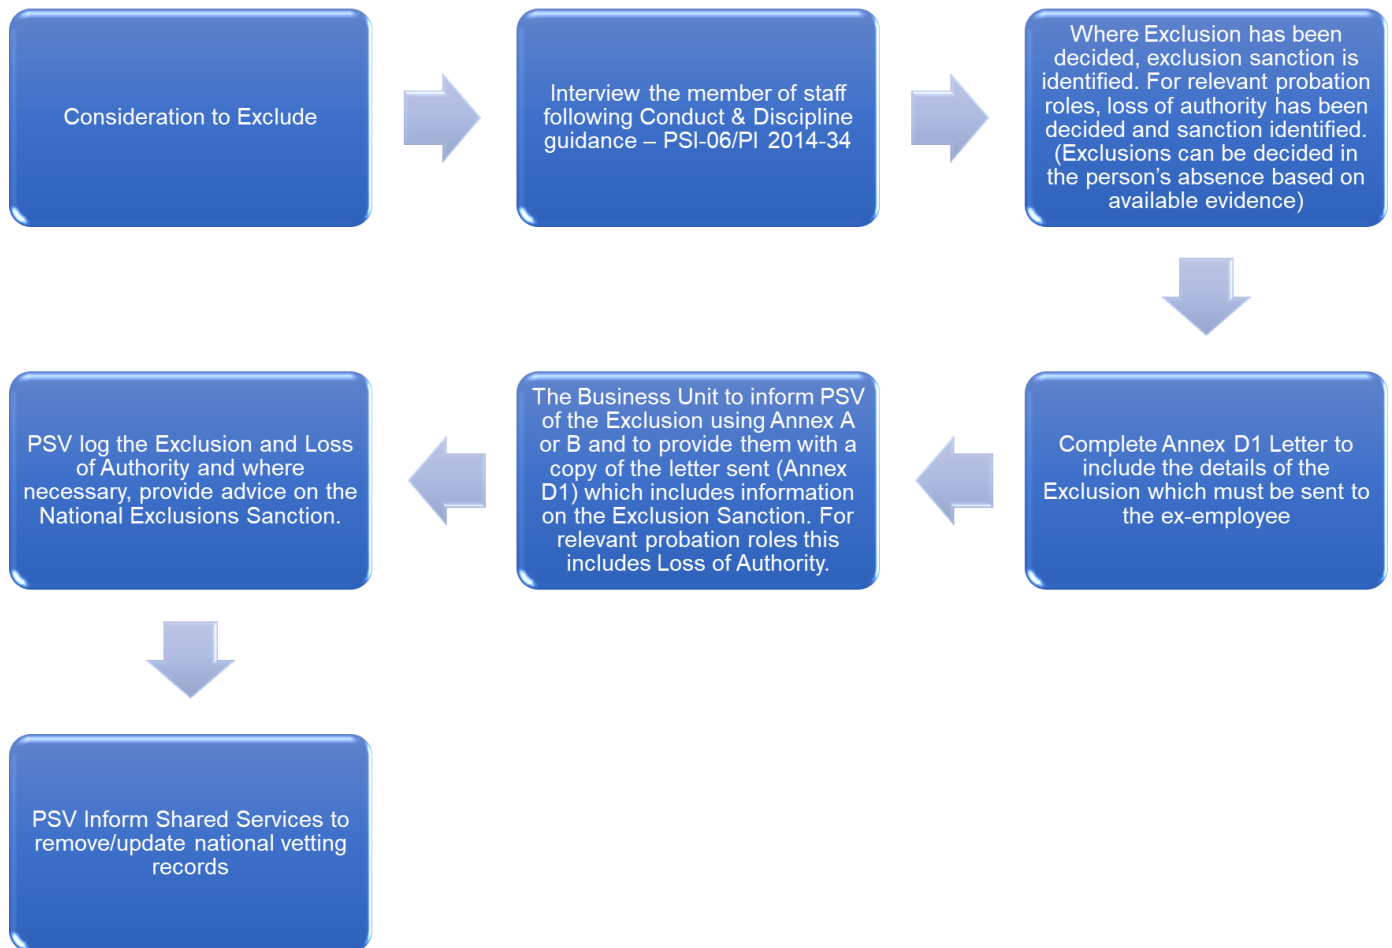 Consideration to Exclude
Interview the member of staff
following Conduct & Discipline
guidance – PSI-06/PI 2014-34
Where Exclusion has been
decided, exclusion sanction is
identified. For relevant probation
roles, loss of authority has been
decided and sanction identified.
(Exclusions can be decided in
the person’s absence based on
available evidence)
Complete Annex D1 Letter to
include the details of the
Exclusion which must be sent to
the ex-employee
The Business Unit to inform PSV
of the Exclusion using Annex A
or B and to provide them with a
copy of the letter sent (Annex
D1) which includes information
on the Exclusion Sanction. For
relevant probation roles this
includes Loss of Authority.
PSV log the Exclusion and Loss
of Authority and where
necessary, provide advice on the
National Exclusions Sanction.
PSV Inform Shared Services to
remove/update national vetting
records